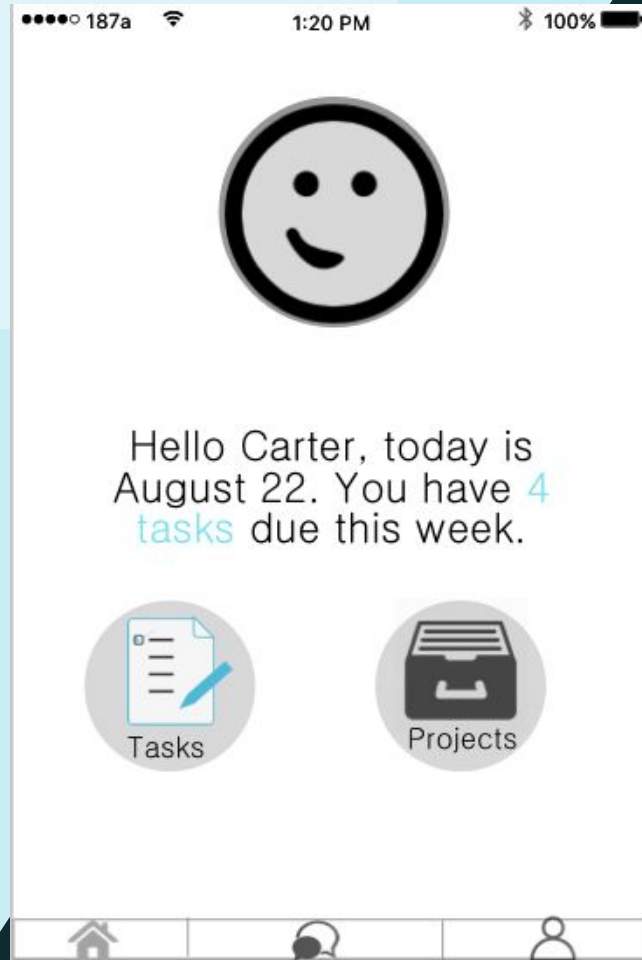 187a 1:20 PM 100%
Hello Carter, today is
August 22. You have 4
tasks due this week.
Tasks
Projects